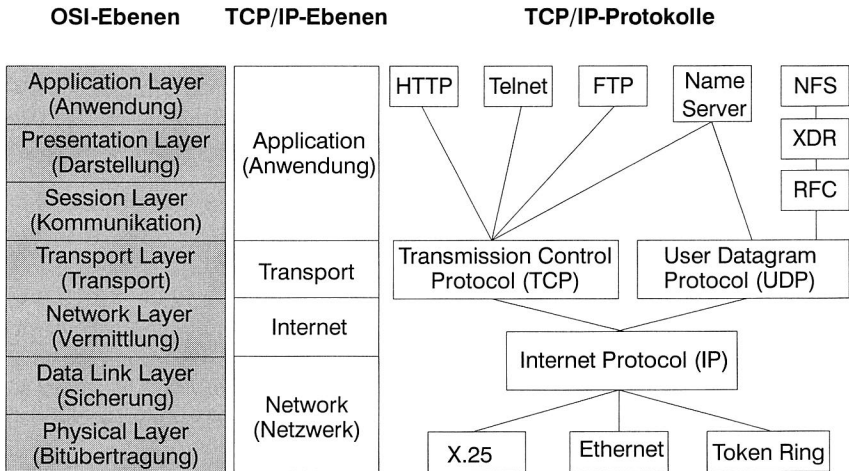 OSI-Ebenen
TCP/IP-Ebenen
TCP/IP-Protokolle
Application Layer
(Anwendung)
Presentation Layer
(Darstellung)
Session Layer
(Kommunikation)
Transport Layer
(Transport)
Network Layer
(Vermittlung)
Data Link Layer
(Sicherung)
Physical Layer
(Bitübertragung)
Application
(Anwendung)
Transport
Internet
Network
(Netzwerk)
HTTP
Telnet
FTP
Name
Server
NFS
XDR
RFC
Transmission Control
Protocol (TCP)
User Datagram
Protocol (UDP)
Internet Protocol (IP)
X.25
Ethernet
Token Ring